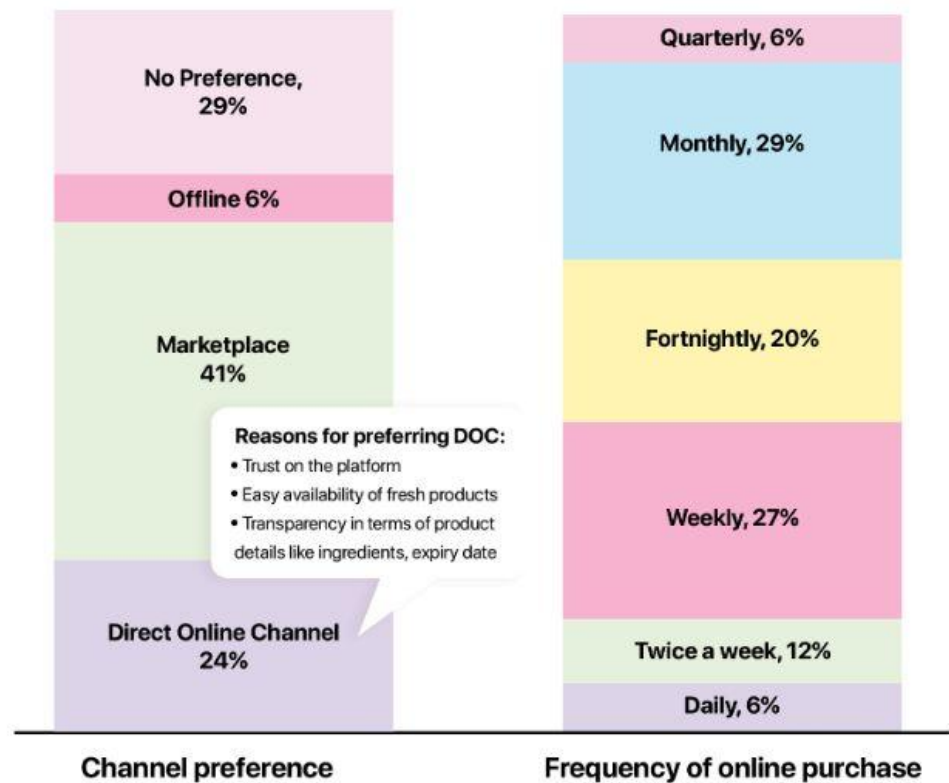 No Preference,
29%
Offline 6%
Marketplace
41%
Reasons for preferring DOC:
• Trust on the platform
• Easy availability of fresh products
• Transparency in terms of product
details like ingredients, expiry date
Direct Online Channel
24%
Channel preference
Quarterly, 6%
Monthly, 29%
Fortnightly, 20%
Weekly, 27%
Twice a week, 12%
Daily, 6%
Frequency of online purchase